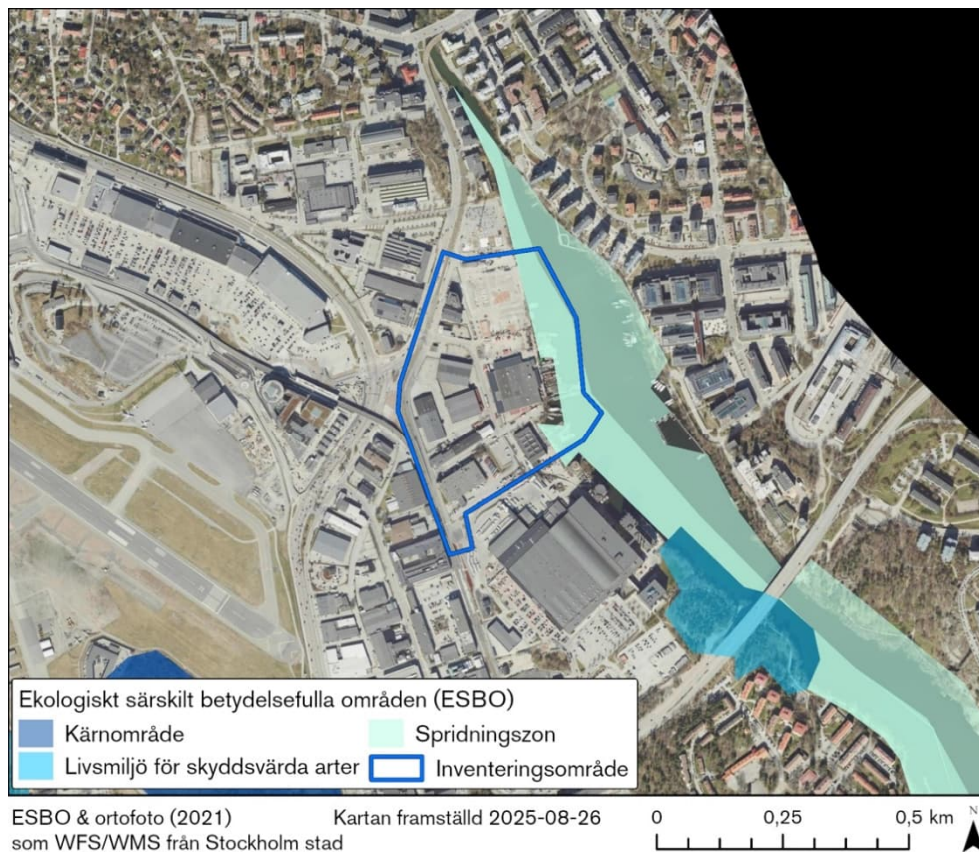 Ekologiskt särskilt betydelsefulla områden (ESBO)
Kärnområde
Spridningszon
Livsmiljö för skyddsvärda arter
Inventeringsområde
ESBO & ortofoto (2021)
som WFS/WMS från Stockholm stad
Kartan framställd 2025-08-26
0 0,25 0,5 km
N